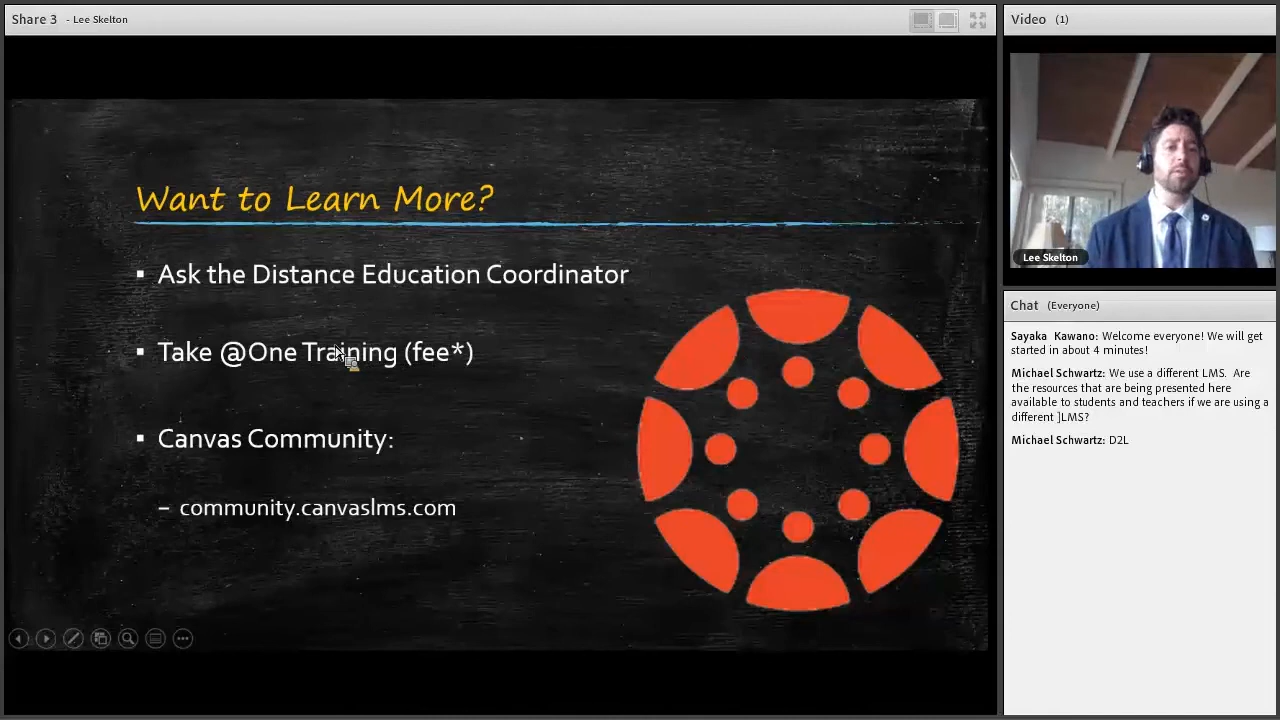 Share 3 - Lee Skelton
Want to Learn More?
▪ Ask the Distance Education Coordinator
▪ Take @One Training (fee*)
▪ Canvas Community:
– community.canvaslms.com
Video (1)
Lee Skelton
Chat (Everyone)
Sayaka Kawano: Welcome everyone! We will get
started in about 4 minutes!
Michael Schwartz: We use a different LMS. Are
the resources that are being presented here
available to students and teachers if we are using a
different ]LMS?
Michael Schwartz: D2L